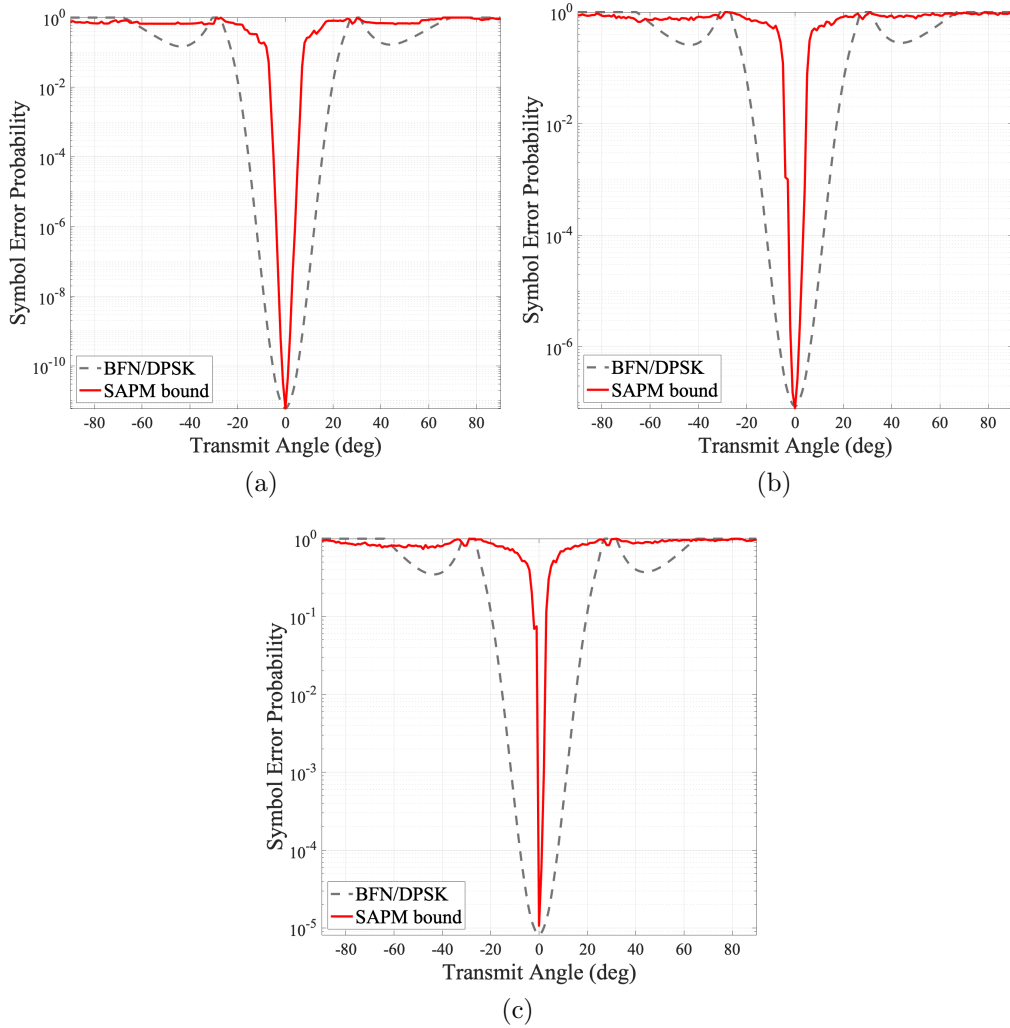 10^0
10^-2
10^-4
10^-6
10^-8
10^-10
Symbol Error Probability
BFN/DPSK
SAPM bound
-80 -60 -40 -20 0 20 40 60 80
Transmit Angle (deg)
(a)
10^0
10^-2
10^-4
10^-6
Symbol Error Probability
BFN/DPSK
SAPM bound
-80 -60 -40 -20 0 20 40 60 80
Transmit Angle (deg)
(b)
10^0
10^-1
10^-2
10^-3
10^-4
10^-5
Symbol Error Probability
BFN/DPSK
SAPM bound
-80 -60 -40 -20 0 20 40 60 80
Transmit Angle (deg)
(c)